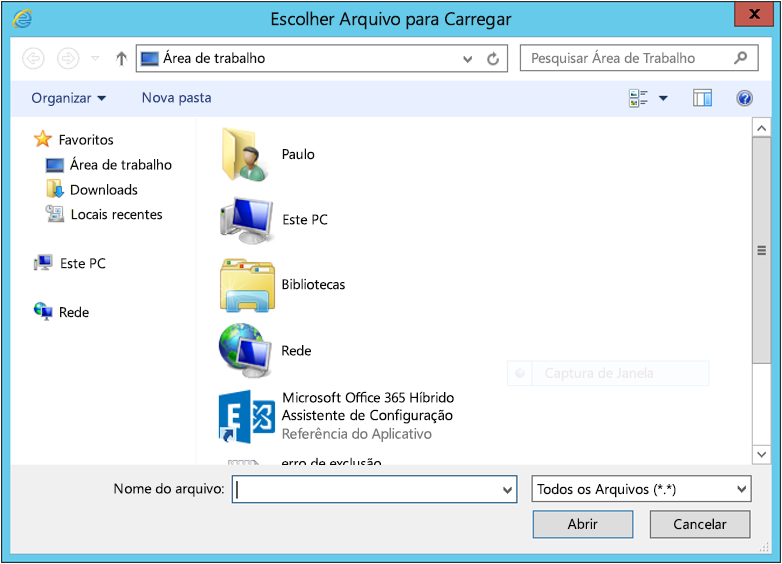 Escolher Arquivo para Carregar
Área de trabalho
Pesquisar Área de Trabalho
Organizar
Nova pasta
Favoritos
Área de trabalho
Downloads
Locais recentes
Este PC
Rede
Paulo
Este PC
Bibliotecas
Rede
Captura de Janela
Microsoft Office 365 Híbrido
Assistente de Configuração
Referência do Aplicativo
erro de exclusão
Nome do arquivo:
Todos os Arquivos (*.*)
Abrir
Cancelar